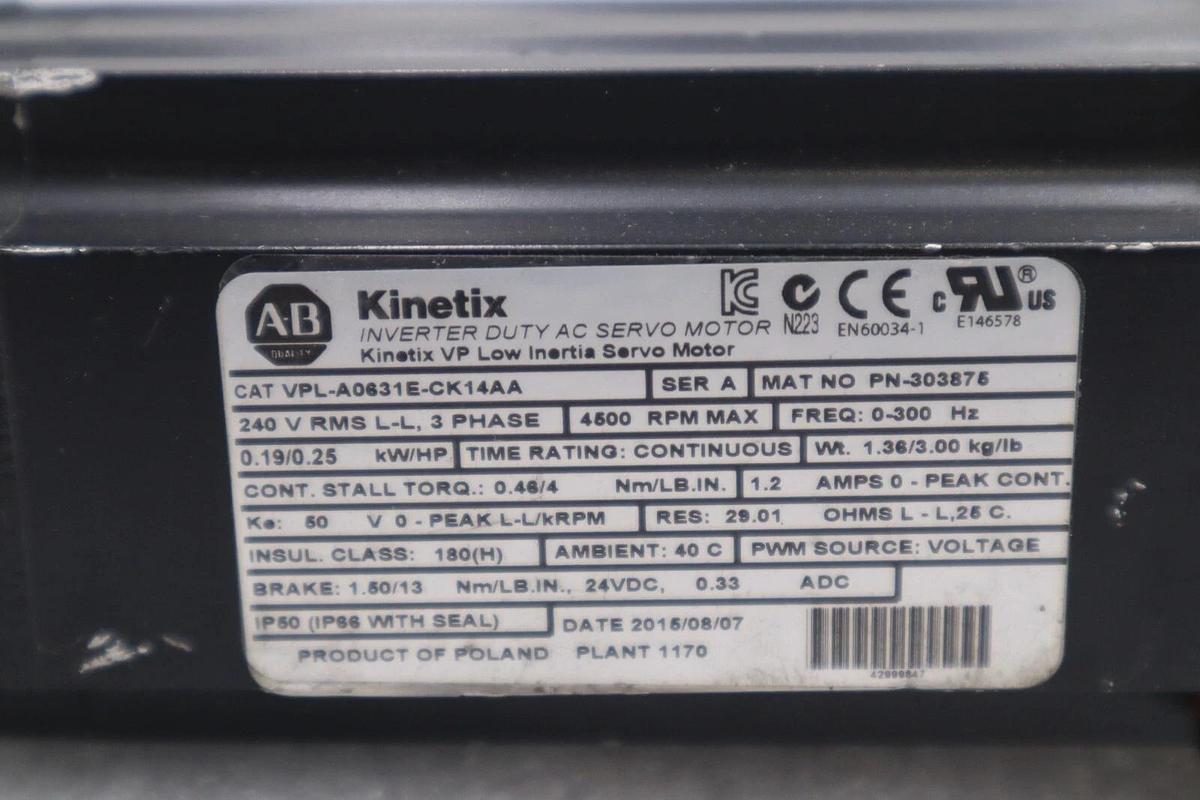 A-B
QUALITY
Kinetix
INVERTER DUTY AC SERVO MOTOR
Kinetix VP Low Inertia Servo Motor
N223
CE
EN60034-1
c RU ® US
E146578
CAT VPL-A0631E-CK14AA SER A MAT NO PN-303875
240 V RMS L-L, 3 PHASE 4500 RPM MAX FREQ: 0-300 Hz
0.19/0.25 kW/HP TIME RATING: CONTINUOUS Wt. 1.36/3.00 kg/lb
CONT. STALL TORQ.: 0.46/4 Nm/LB.IN. 1.2 AMPS 0 - PEAK CONT.
Ke: 50 V 0 - PEAK L-L/kRPM RES: 29.01 OHMS L - L,25 C.
INSUL. CLASS: 180(H) AMBIENT: 40 C PWM SOURCE: VOLTAGE
BRAKE: 1.50/13 Nm/LB.IN., 24VDC, 0.33 ADC
IP50 (IP66 WITH SEAL) DATE 2015/08/07
PRODUCT OF POLAND PLANT 1170